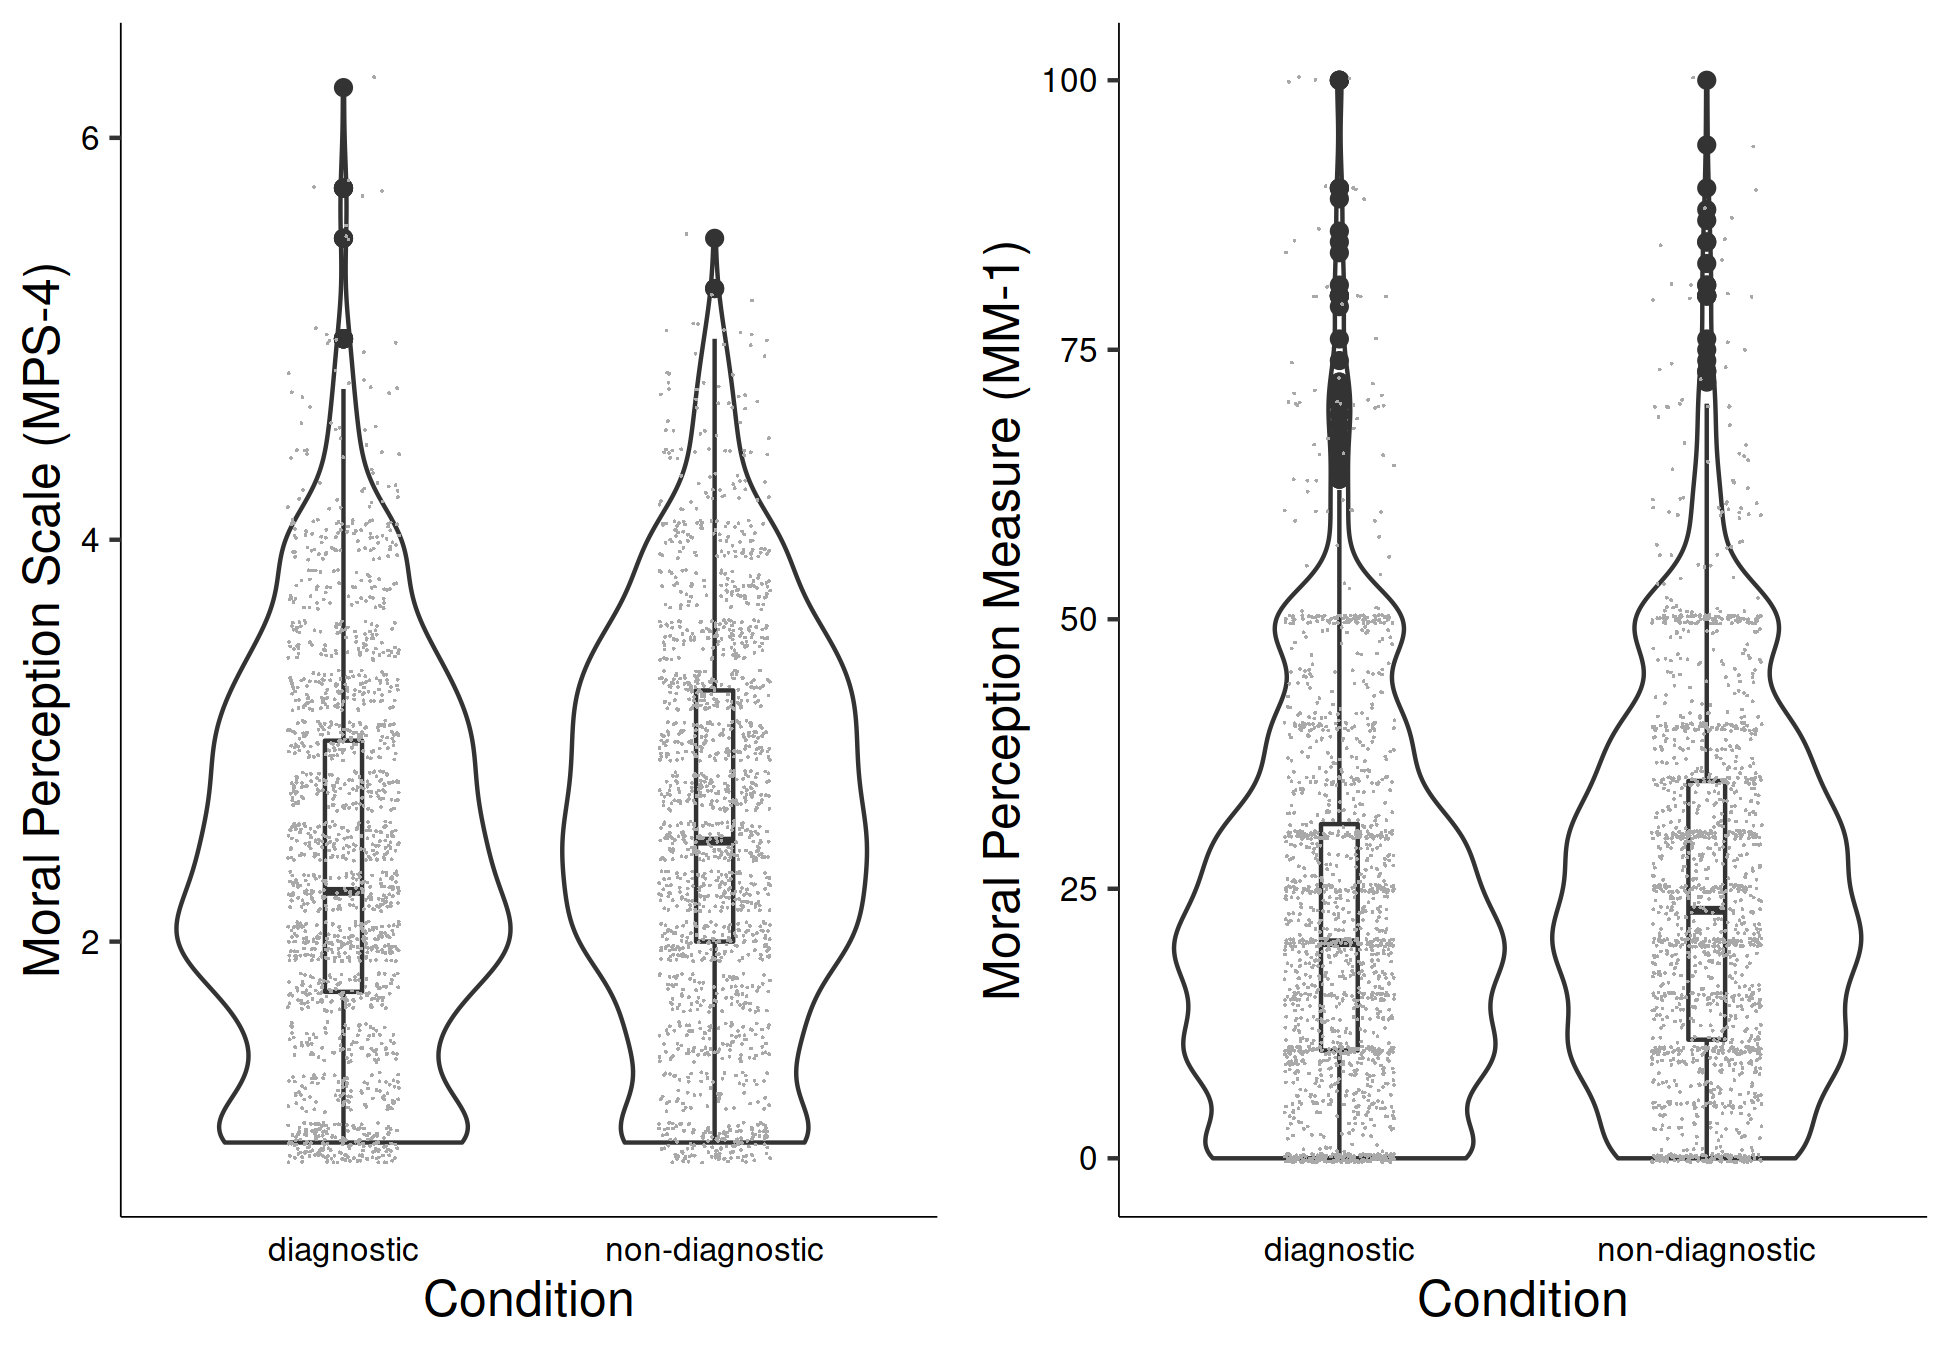 Moral Perception Scale (MPS-4)
6
4
2
diagnostic
non-diagnostic
Condition
Moral Perception Measure (MM-1)
100
75
50
25
0
diagnostic
non-diagnostic
Condition